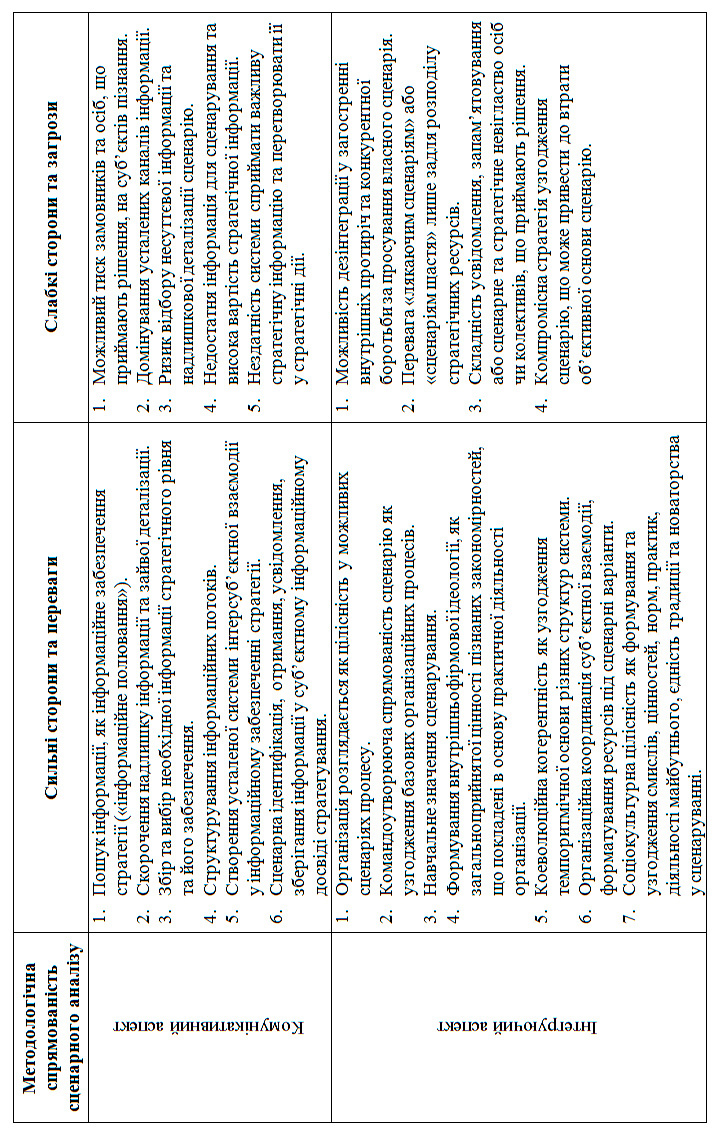 Методологічна
спрямованість
сценарного аналізу
Сильні сторони та переваги
Слабкі сторони та загрози
Комунікативний аспект
1. Пошук інформації, як інформаційне забезпечення
стратегії («інформаційне полювання»).
2. Скорочення надлишку інформації та зайвої деталізації.
3. Збір та вибір необхідної інформації стратегічного рівня
та його забезпечення.
4. Структурування інформаційних потоків.
5. Створення усталеної системи інтерсуб’єктної взаємодії
у інформаційному забезпеченні стратегії.
6. Сценарна ідентифікація, отримання, усвідомлення,
зберігання інформації у суб’єктному інформаційному
досвіді стратегування.
1. Можливий тиск замовників та осіб, що
приймають рішення, на суб’єктів пізнання.
2. Домінування усталених каналів інформації.
3. Ризик відбору несуттєвої інформації та
надлишкової деталізації сценарію.
4. Недостатня інформація для сценарування та
висока вартість стратегічної інформації.
5. Нездатність системи сприймати важливу
стратегічну інформацію та перетворювати її
у стратегічні дії.
Інтегруючий аспект
1. Організація розглядається як цілісність у можливих
сценаріях процесу.
2. Командоутворююча спрямованість сценарію як
узгодження базових організаційних процесів.
3. Навчальне значення сценарування.
4. Формування внутрішньофірмової ідеології, як
загальноприйнятої цінності пізнаних закономірностей,
що покладені в основу практичної діяльності
організації.
5. Коеволюційна когерентність як узгодження
темпоритмічної основи різних структур системи.
6. Організаційна координація суб’єктної взаємодії,
форматування ресурсів під сценарні варіанти.
7. Соціокультурна цілісність як формування та
узгодження смислів, цінностей, норм, практик,
діяльності майбутнього, єдність традиції та новаторства
у сценаруванні.
1. Можливість дезінтеграції у загостренні
внутрішніх протиріч та конкурентної
боротьби за просування власного сценарія.
2. Перевага «лякаючим сценаріям» або
«сценаріям щастя» лише задля розподілу
стратегічних ресурсів.
3. Складність усвідомлення, запам’ятовування
або сценарне та стратегічне невігластво осіб
чи колективів, що приймають рішення.
4. Компромісна стратегія узгодження
сценарію, що може привести до втрати
об’єктивної основи сценарію.